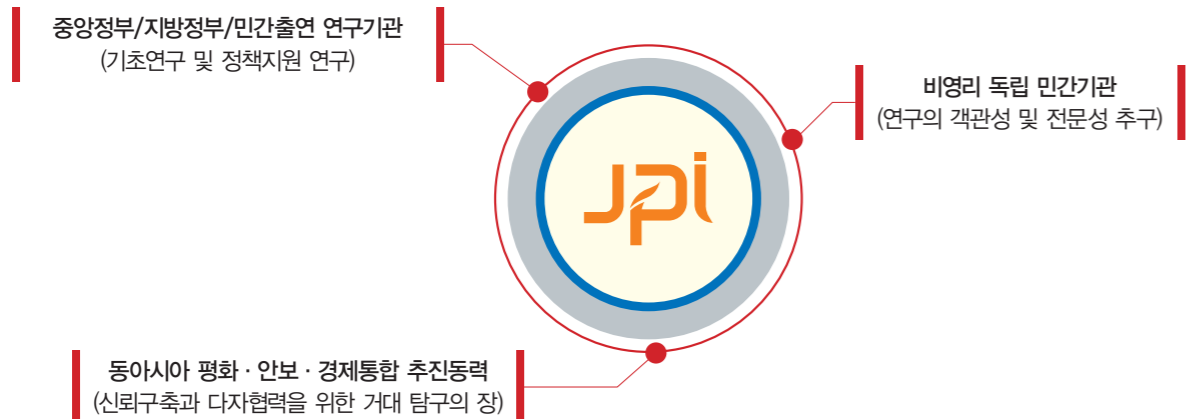 중앙정부/지방정부/민간출연 연구기관
(기초연구 및 정책지원 연구)
비영리 독립 민간기관
(연구의 객관성 및 전문성 추구)
JPI
동아시아 평화 · 안보 · 경제통합 추진동력
(신뢰구축과 다자협력을 위한 거대 탐구의 장)